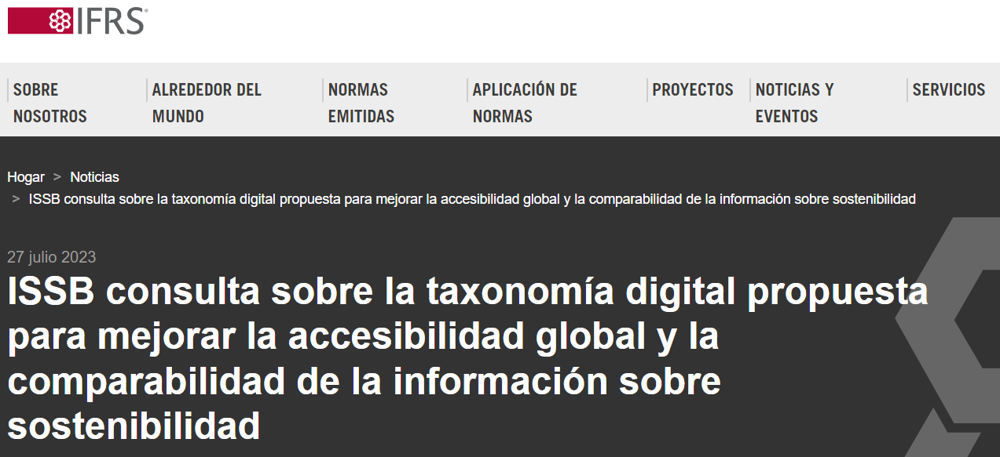 IFRS®
SOBRE NOSOTROS
ALREDEDOR DEL MUNDO
NORMAS EMITIDAS
APLICACIÓN DE NORMAS
PROYECTOS
NOTICIAS Y EVENTOS
SERVICIOS
Hogar > Noticias
> ISSB consulta sobre la taxonomía digital propuesta para mejorar la accesibilidad global y la comparabilidad de la información sobre sostenibilidad
27 julio 2023
ISSB consulta sobre la taxonomía digital propuesta
para mejorar la accesibilidad global y la
comparabilidad de la información sobre
sostenibilidad